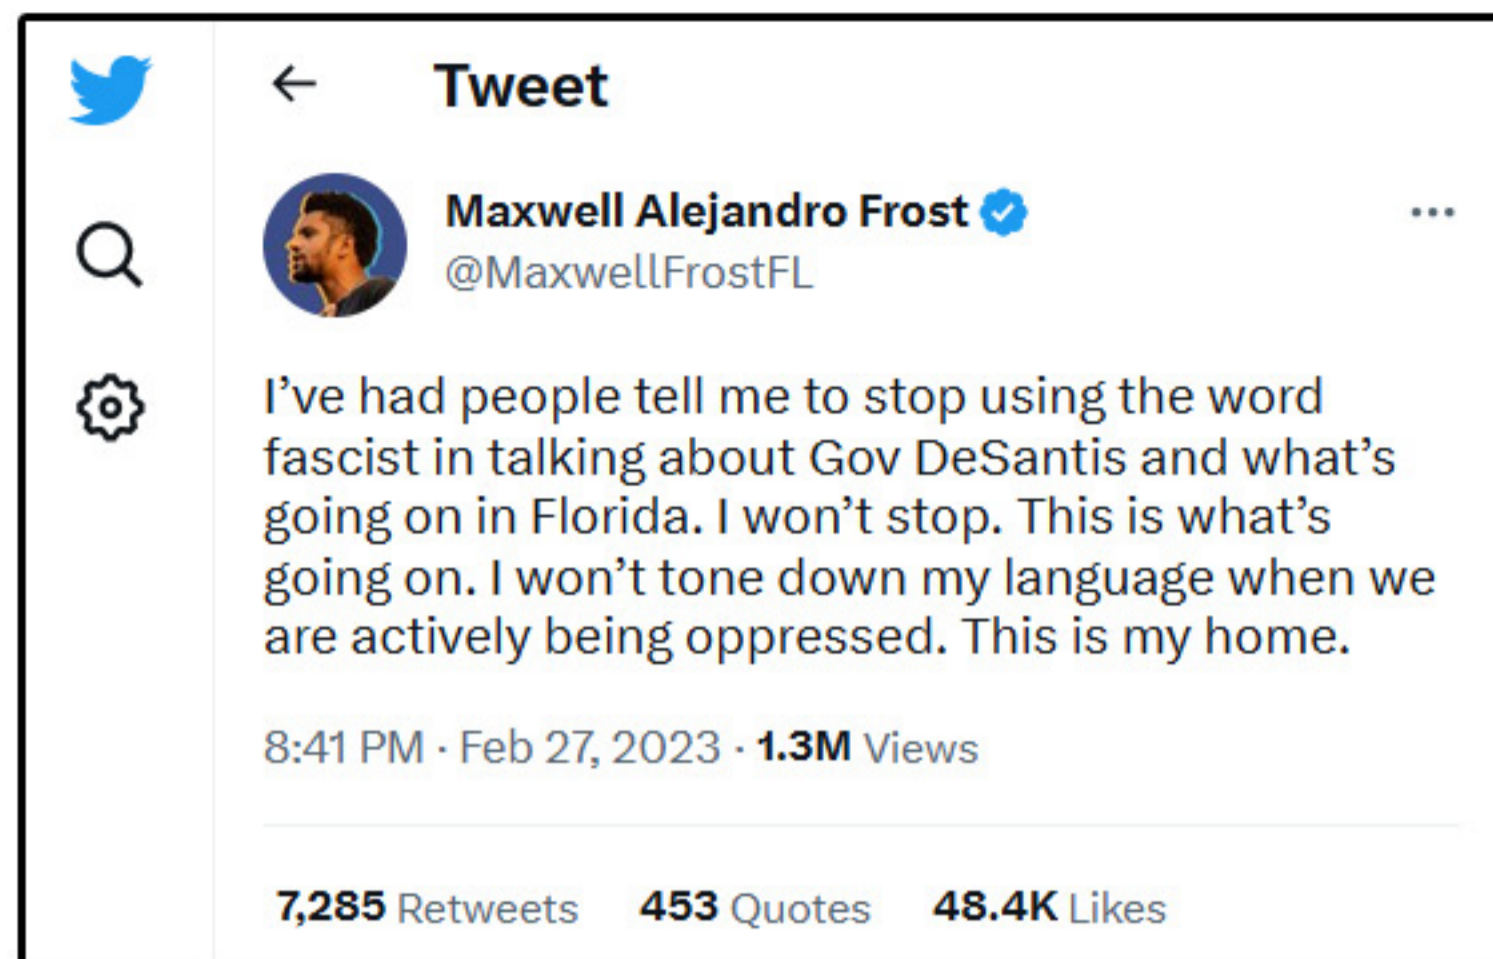 Tweet
Maxwell Alejandro Frost
@MaxwellFrostFL
I’ve had people tell me to stop using the word
fascist in talking about Gov DeSantis and what’s
going on in Florida. I won’t stop. This is what’s
going on. I won’t tone down my language when we
are actively being oppressed. This is my home.
8:41 PM · Feb 27, 2023 · 1.3M Views
7,285 Retweets 453 Quotes 48.4K Likes